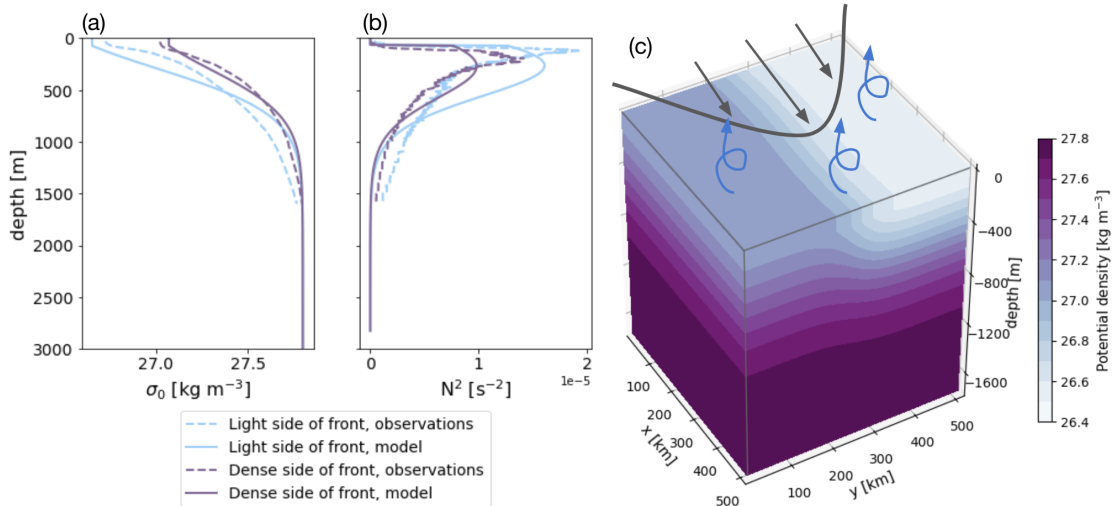 (a)
(b)
(c)
0
500
1000
1500
2000
2500
3000
depth [m]
27.0
27.5
σ₀ [kg m⁻³]
0
1
2
1e-5
N² [s⁻²]
Light side of front, observations
Light side of front, model
Dense side of front, observations
Dense side of front, model
100
200
300
400
500
x [km]
100
200
300
400
500
y [km]
0
−400
−800
−1200
−1600
depth [m]
27.8
27.6
27.4
27.2
27.0
26.8
26.6
26.4
Potential density [kg m⁻³]